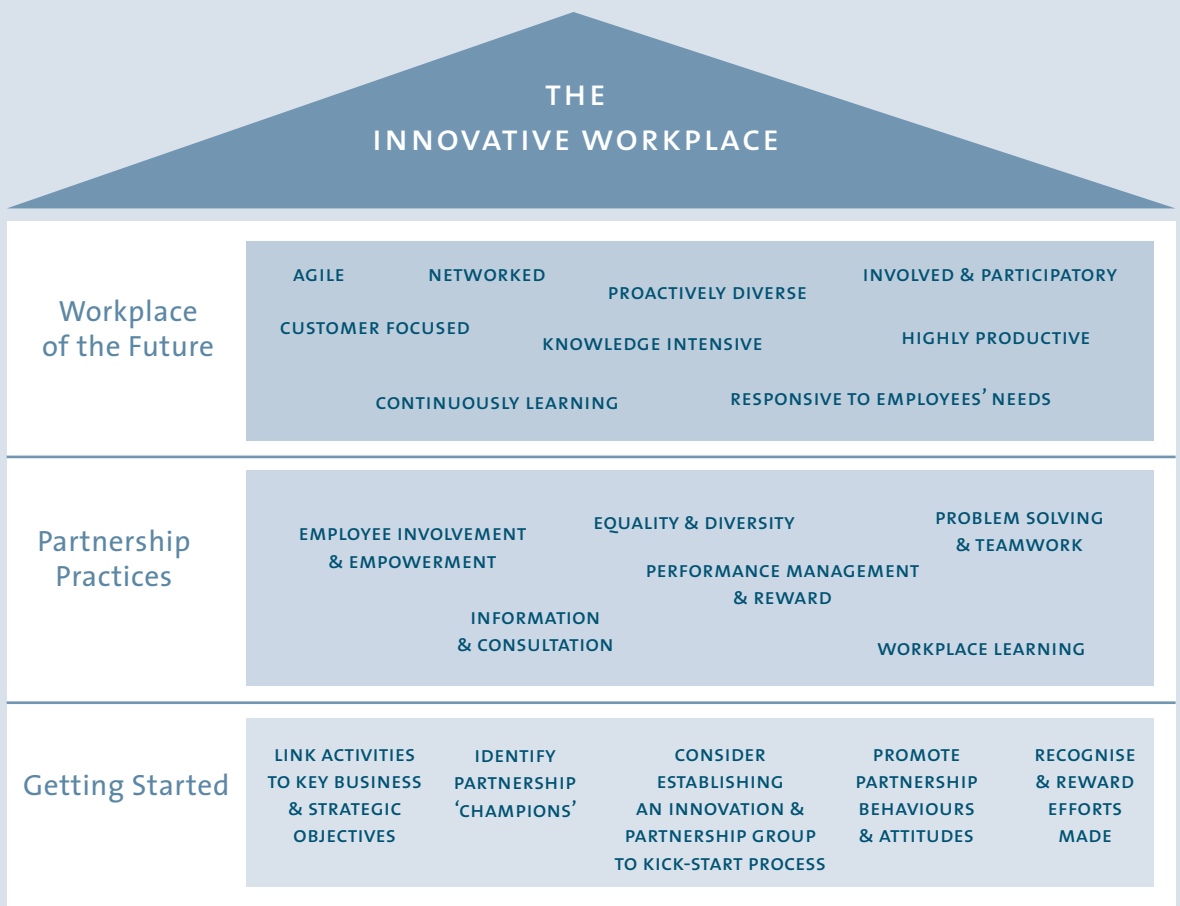 THE
INNOVATIVE WORKPLACE
Workplace
of the Future
AGILE
NETWORKED
PROACTIVELY DIVERSE
INVOLVED & PARTICIPATORY
CUSTOMER FOCUSED
KNOWLEDGE INTENSIVE
HIGHLY PRODUCTIVE
CONTINUOUSLY LEARNING
RESPONSIVE TO EMPLOYEES’ NEEDS
Partnership
Practices
EMPLOYEE INVOLVEMENT
& EMPOWERMENT
EQUALITY & DIVERSITY
PROBLEM SOLVING
& TEAMWORK
PERFORMANCE MANAGEMENT
& REWARD
INFORMATION
& CONSULTATION
WORKPLACE LEARNING
Getting Started
LINK ACTIVITIES
TO KEY BUSINESS
& STRATEGIC
OBJECTIVES
IDENTIFY
PARTNERSHIP
‘CHAMPIONS’
CONSIDER
ESTABLISHING
AN INNOVATION &
PARTNERSHIP GROUP
TO KICK-START PROCESS
PROMOTE
PARTNERSHIP
BEHAVIOURS
& ATTITUDES
RECOGNISE
& REWARD
EFFORTS
MADE